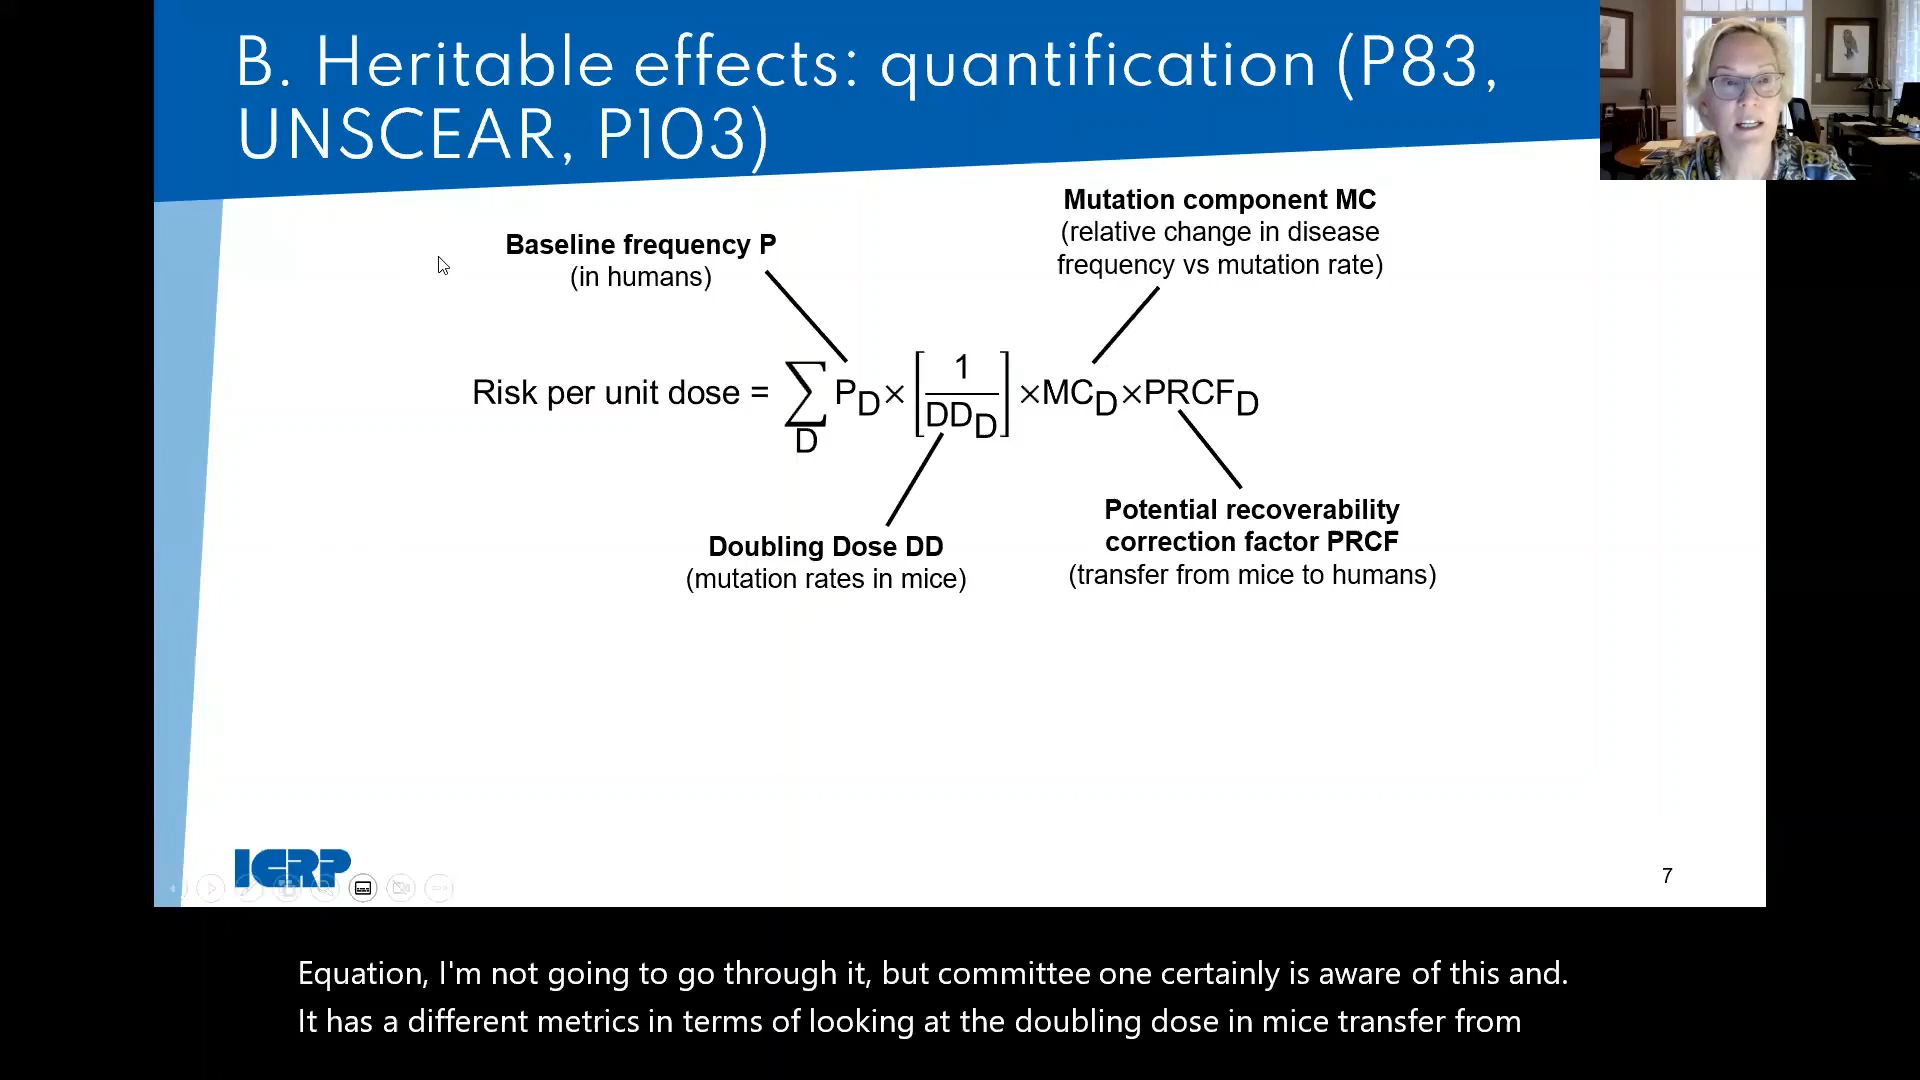 B. Heritable effects: quantification (P83,
UNSCEAR, P103)
Mutation component MC
(relative change in disease
frequency vs mutation rate)
Baseline frequency P
(in humans)
Risk per unit dose = ∑ P_D × [1 / DD_D] × MC_D × PRCF_D
D
Potential recoverability
correction factor PRCF
(transfer from mice to humans)
Doubling Dose DD
(mutation rates in mice)
ICRP
7
Equation, I'm not going to go through it, but committee one certainly is aware of this and.
It has a different metrics in terms of looking at the doubling dose in mice transfer from